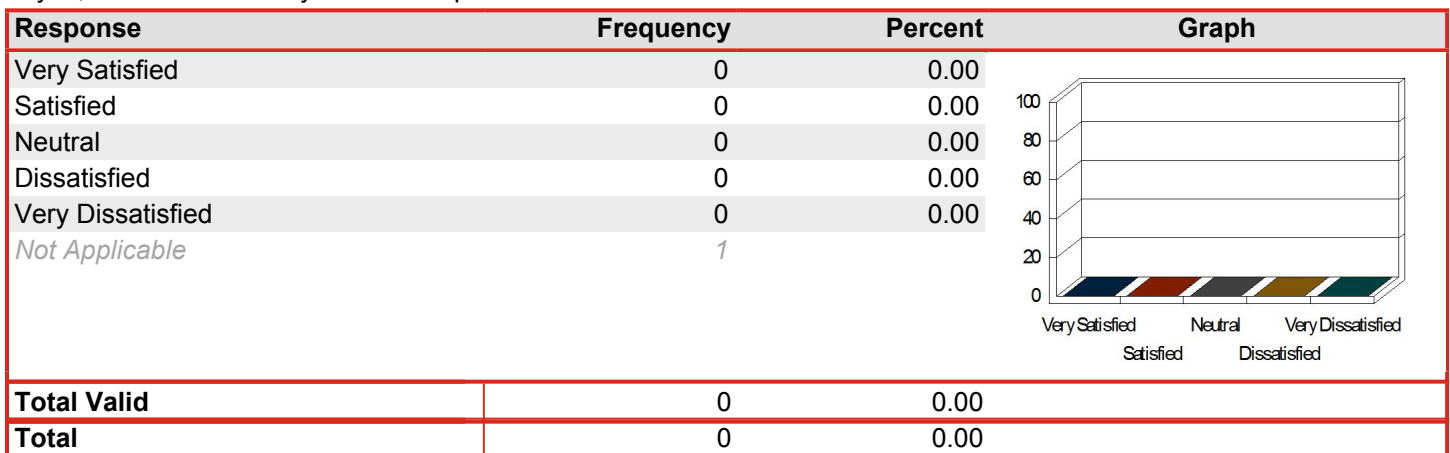 Response Frequency Percent Graph
Very Satisfied 0 0.00
Satisfied 0 0.00
Neutral 0 0.00
Dissatisfied 0 0.00
Very Dissatisfied 0 0.00
Not Applicable 1
100
80
60
40
20
0
Very Satisfied Neutral Very Dissatisfied
Satisfied Dissatisfied
Total Valid 0 0.00
Total 0 0.00